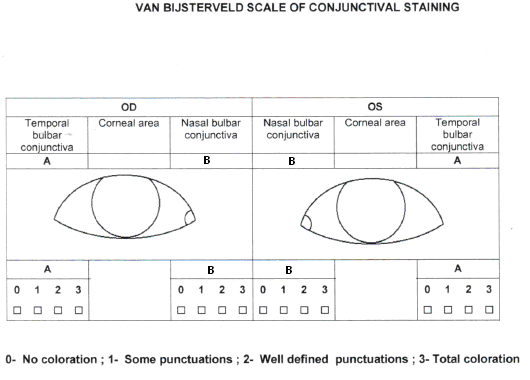 VAN BIJSTERVELD SCALE OF CONJUNCTIVAL STAINING
OD OS
Temporal bulbar conjunctiva Corneal area Nasal bulbar conjunctiva Nasal bulbar conjunctiva Corneal area Temporal bulbar conjunctiva
A B B A
A B B A
0 1 2 3 0 1 2 3 0 1 2 3 0 1 2 3
0- No coloration ; 1- Some punctuations ; 2- Well defined punctuations ; 3- Total coloration